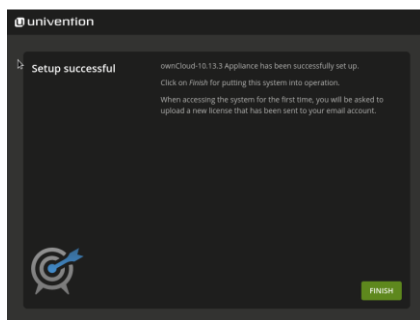 univention
Setup successful
ownCloud-10.13.3 Appliance has been successfully set up.
Click on Finish for putting this system into operation.
When accessing the system for the first time, you will be asked to
upload a new license that has been sent to your email account.
FINISH